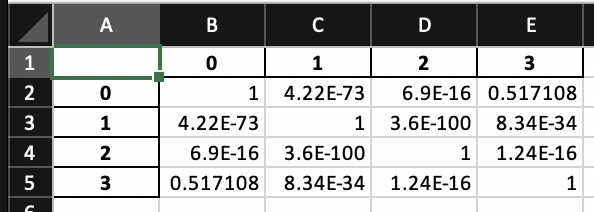 A B C D E
1 0 1 2 3
2 0 1 4.22E-73 6.9E-16 0.517108
3 1 4.22E-73 1 3.6E-100 8.34E-34
4 2 6.9E-16 3.6E-100 1 1.24E-16
5 3 0.517108 8.34E-34 1.24E-16 1